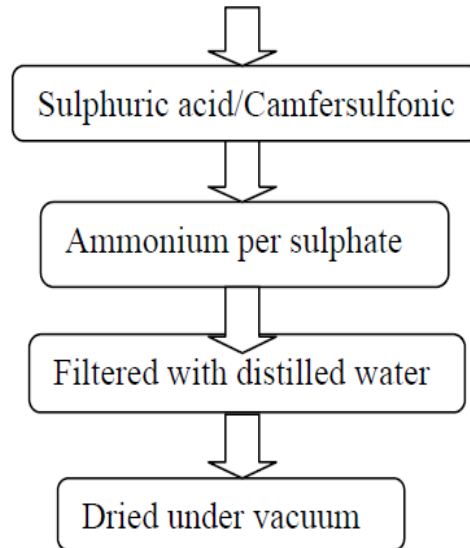 Sulphuric acid/Camfersulfonic
Ammonium per sulphate
Filtered with distilled water
Dried under vacuum